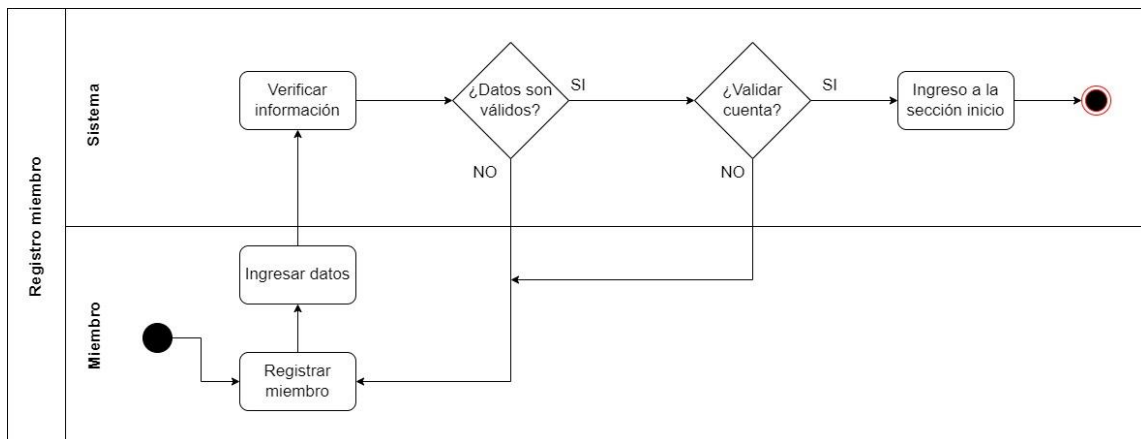 Registro miembro
Sistema
Verificar
información
¿Datos son
válidos?
SI
NO
¿Validar
cuenta?
SI
NO
Ingreso a la
sección inicio
Miembro
Ingresar datos
Registrar
miembro